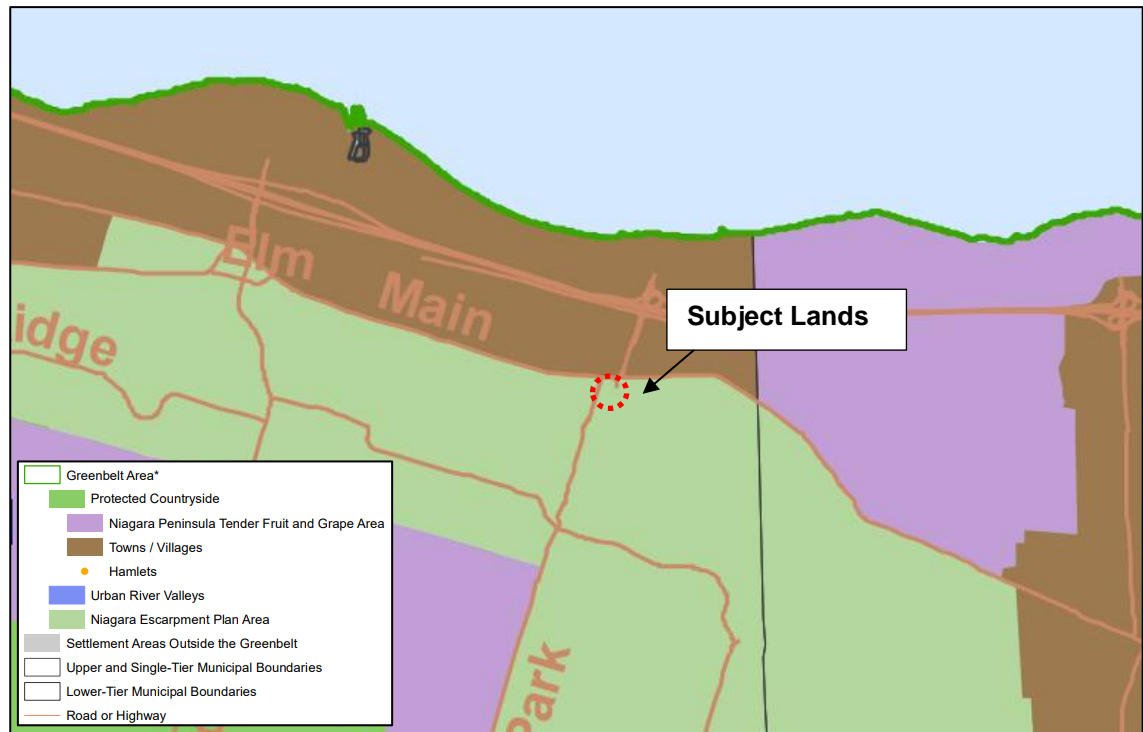 Elm
Main
Subject Lands
idge
Park
Greenbelt Area*
Protected Countryside
Niagara Peninsula Tender Fruit and Grape Area
Towns / Villages
Hamlets
Urban River Valleys
Niagara Escarpment Plan Area
Settlement Areas Outside the Greenbelt
Upper and Single-Tier Municipal Boundaries
Lower-Tier Municipal Boundaries
Road or Highway